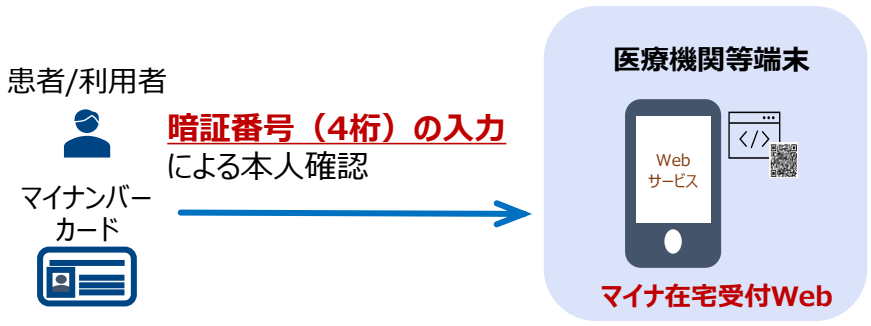 患者/利用者
暗証番号（4桁）の入力
による本人確認
マイナンバー
カード
医療機関等端末
Web
サービス
</>
マイナ在宅受付Web